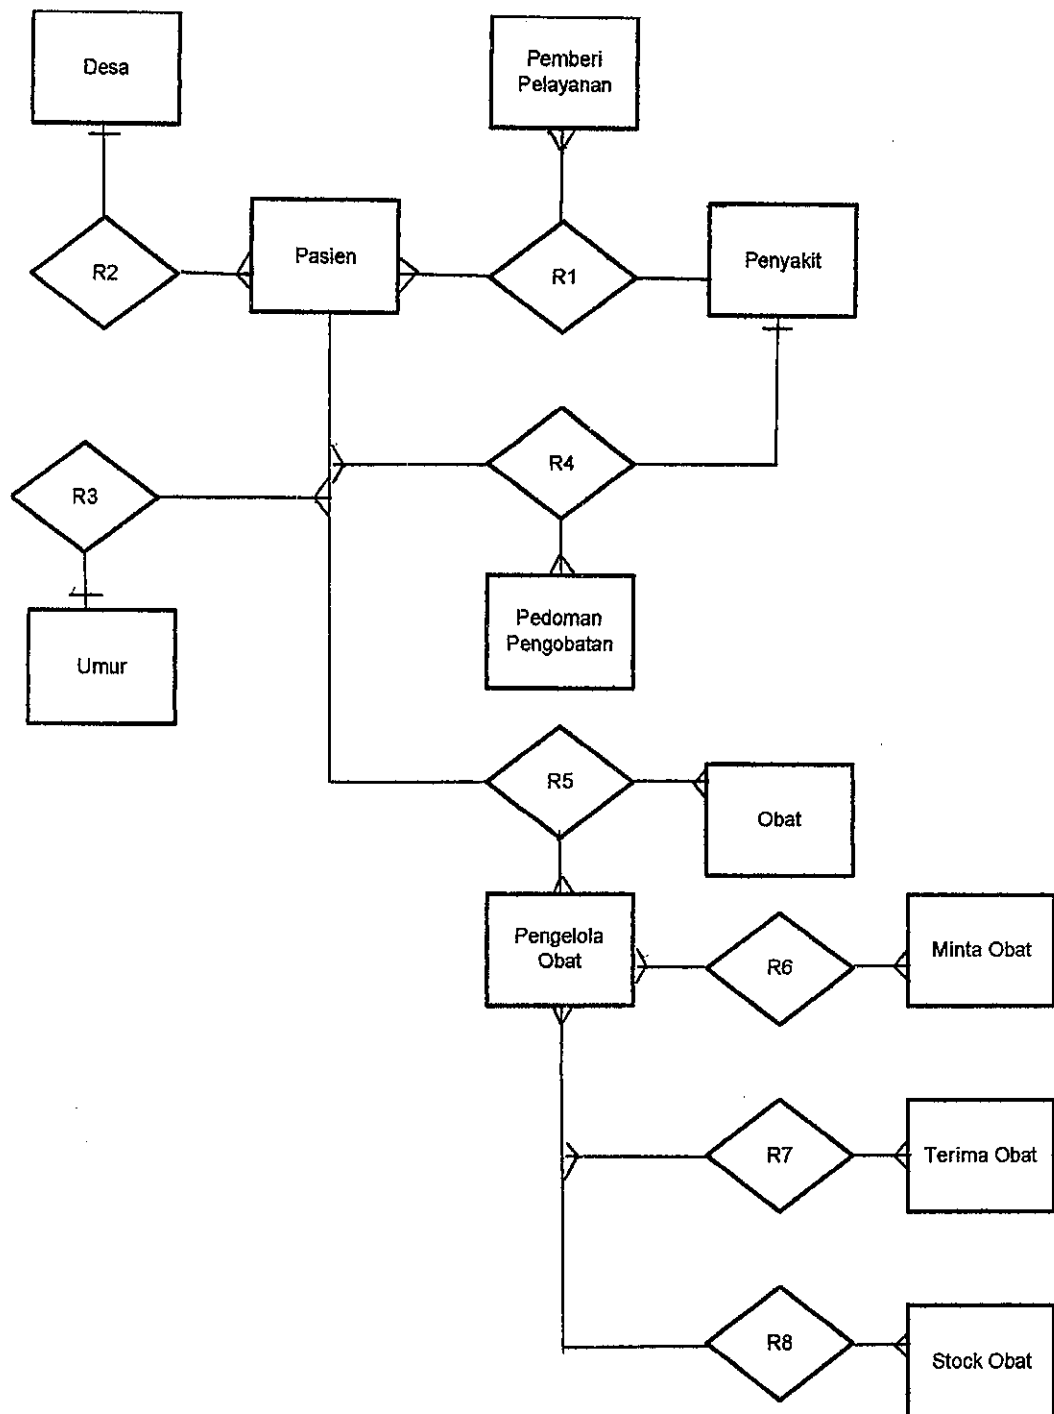 Desa
Pemberi
Pelayanan
R2
Pasien
R1
Penyakit
R3
R4
Umur
Pedoman
Pengobatan
R5
Obat
Pengelola
Obat
R6
Minta Obat
R7
Terima Obat
R8
Stock Obat